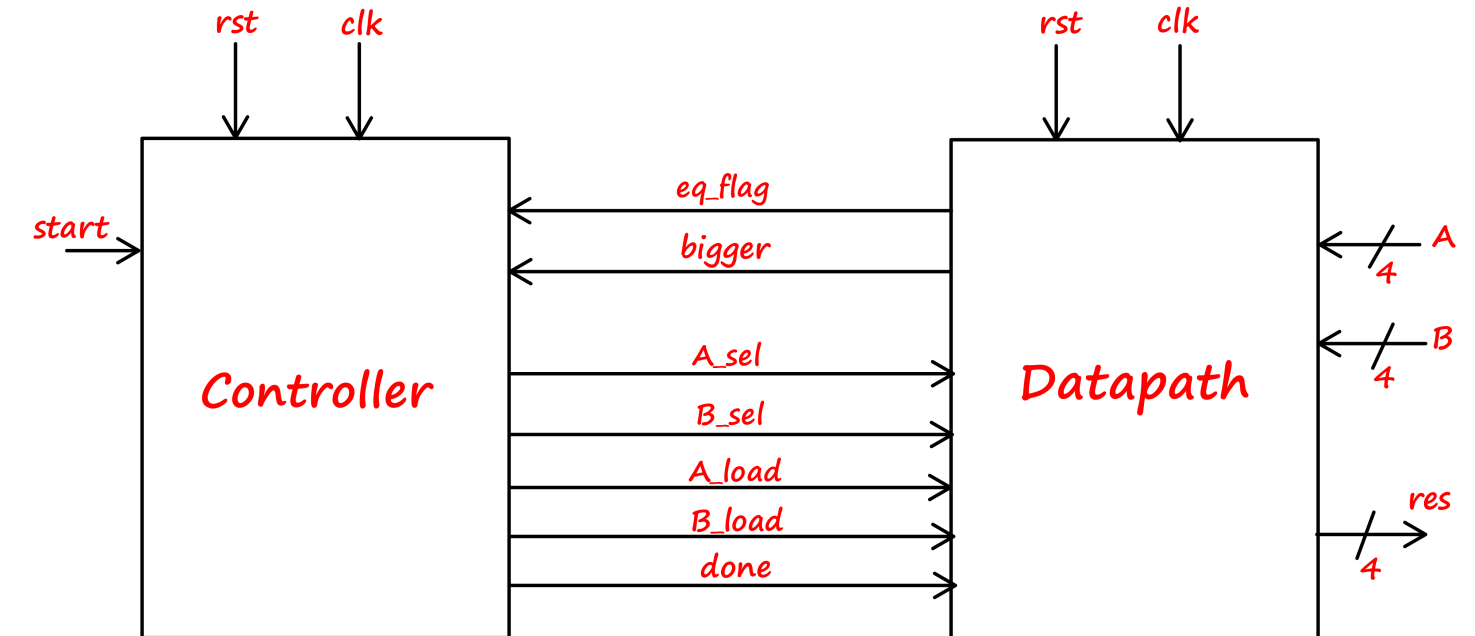 rst
clk
rst
clk
start
eq_flag
bigger
A_sel
B_sel
A_load
B_load
done
Controller
Datapath
A
4
B
4
res
4